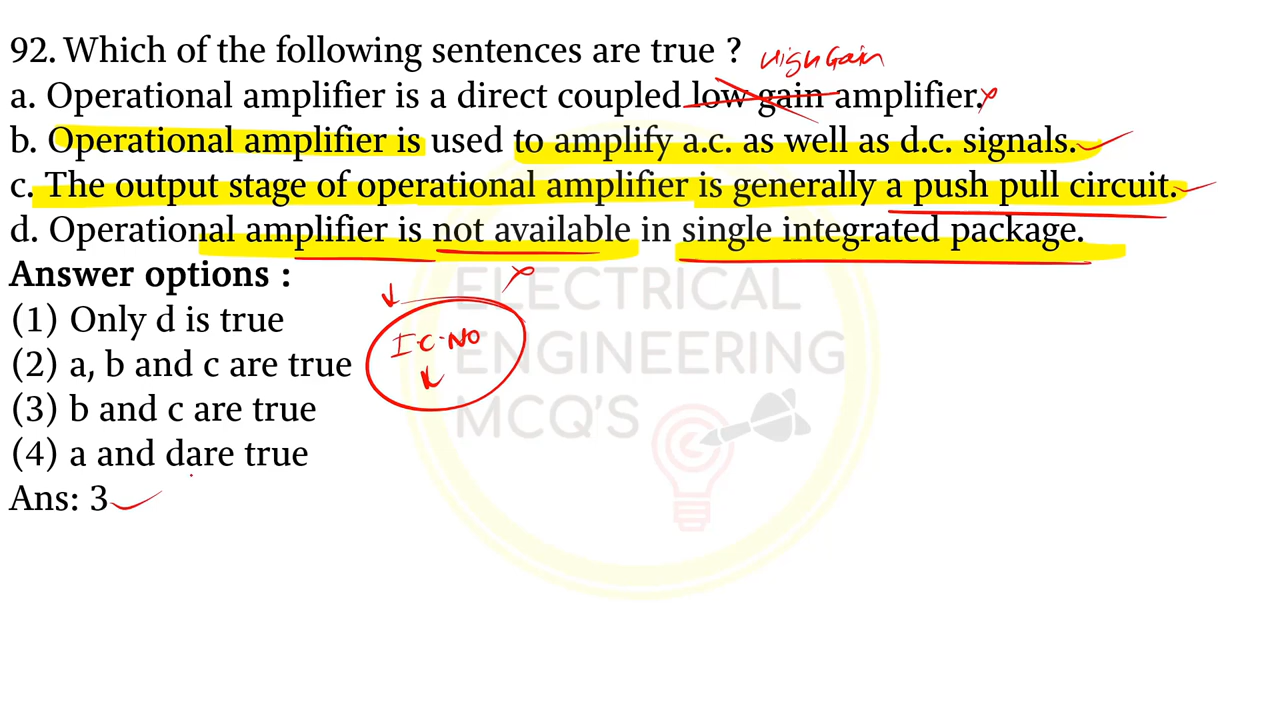 92. Which of the following sentences are true ? High Gain
a. Operational amplifier is a direct coupled low gain amplifier.
b. Operational amplifier is used to amplify a.c. as well as d.c. signals.
c. The output stage of operational amplifier is generally a push pull circuit.
d. Operational amplifier is not available in single integrated package.
Answer options :
ELECTRICAL
(1) Only d is true
I.C. NO
ENGINEERING
(2) a, b and c are true
(3) b and c are true
MCQ'S
(4) a and dare true
Ans: 3